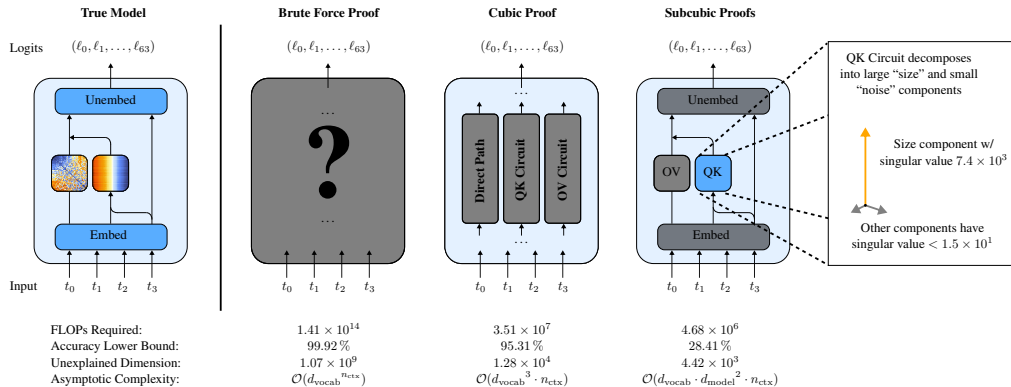 True Model
Brute Force Proof
Cubic Proof
Subcubic Proofs
Logits
(ℓ₀, ℓ₁, . . . , ℓ₆₃)
(ℓ₀, ℓ₁, . . . , ℓ₆₃)
(ℓ₀, ℓ₁, . . . , ℓ₆₃)
(ℓ₀, ℓ₁, . . . , ℓ₆₃)
Unembed
Embed
...
?
...
...
Direct Path
QK Circuit
OV Circuit
...
Unembed
OV
QK
Embed
QK Circuit decomposes
into large “size” and small
“noise” components
Size component w/
singular value 7.4 × 10³
Other components have
singular value < 1.5 × 10¹
Input
t₀ t₁ t₂ t₃
t₀ t₁ t₂ t₃
t₀ t₁ t₂ t₃
t₀ t₁ t₂ t₃
FLOPs Required: 1.41 × 10¹⁴ 3.51 × 10⁷ 4.68 × 10⁶
Accuracy Lower Bound: 99.92 % 95.31 % 28.41 %
Unexplained Dimension: 1.07 × 10⁹ 1.28 × 10⁴ 4.42 × 10³
Asymptotic Complexity: 𝒪(d_vocab^{n_ctx}) 𝒪(d_vocab³ · n_ctx) 𝒪(d_vocab · d_model² · n_ctx)